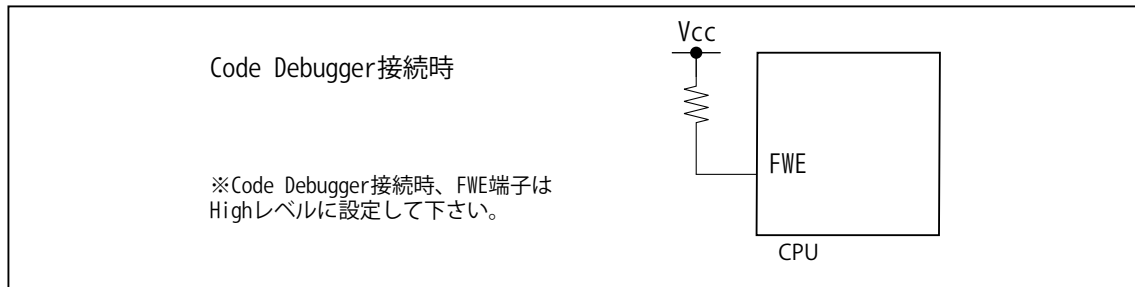 Code Debugger接続時
※Code Debugger接続時、FWE端子は
Highレベルに設定して下さい。
Vcc
FWE
CPU